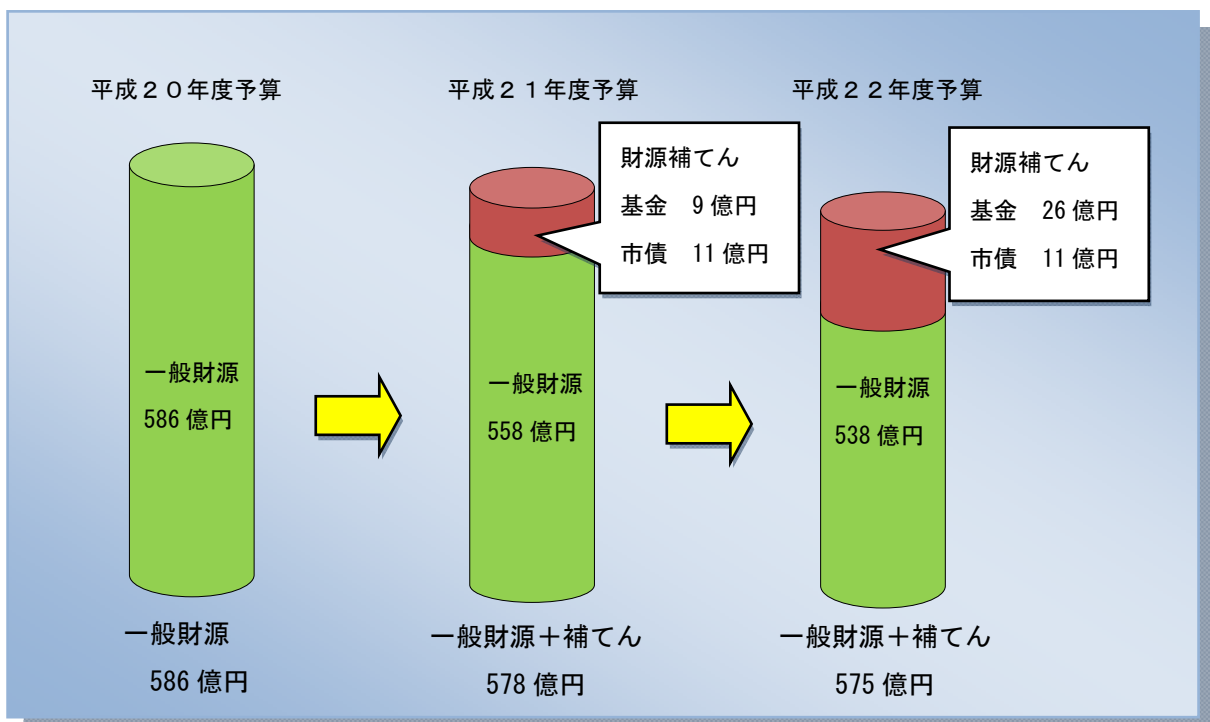 平成２０年度予算
平成２１年度予算
平成２２年度予算
財源補てん
基金　9 億円
市債　11 億円
財源補てん
基金　26 億円
市債　11 億円
一般財源
586 億円
一般財源
558 億円
一般財源
538 億円
一般財源
586 億円
一般財源＋補てん
578 億円
一般財源＋補てん
575 億円